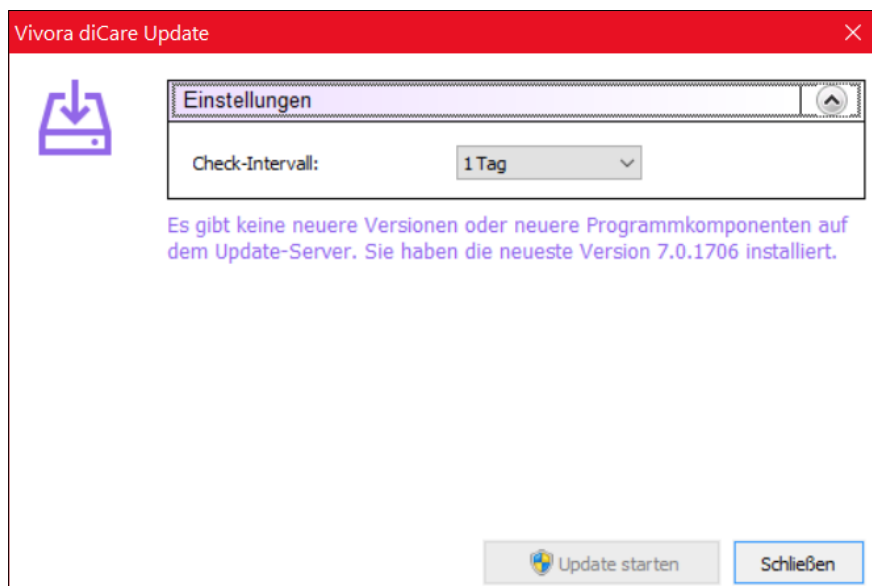 Vivora diCare Update
Einstellungen
Check-Intervall:
1 Tag
Es gibt keine neuere Versionen oder neuere Programmkomponenten auf
dem Update-Server. Sie haben die neueste Version 7.0.1706 installiert.
Update starten
Schließen